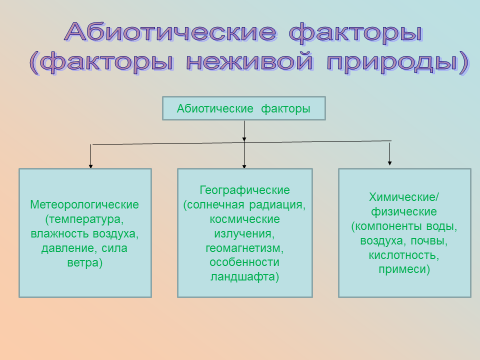 Абиотические факторы
(факторы неживой природы)
Абиотические факторы
Метеорологические
(температура,
влажность воздуха,
давление, сила
ветра)
Географические
(солнечная радиация,
космические
излучения,
геомагнетизм,
особенности
ландшафта)
Химические/
физические
(компоненты воды,
воздуха, почвы,
кислотность,
примеси)